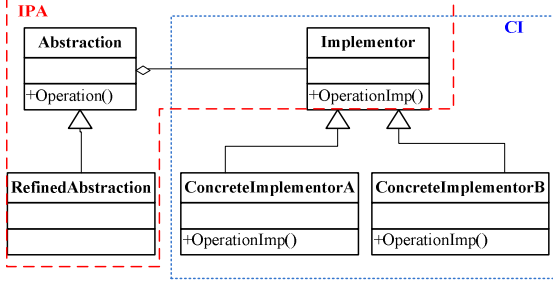 IPA
CI
Abstraction
+Operation()
Implementor
+OperationImp()
RefinedAbstraction
ConcreteImplementorA
+OperationImp()
ConcreteImplementorB
+OperationImp()